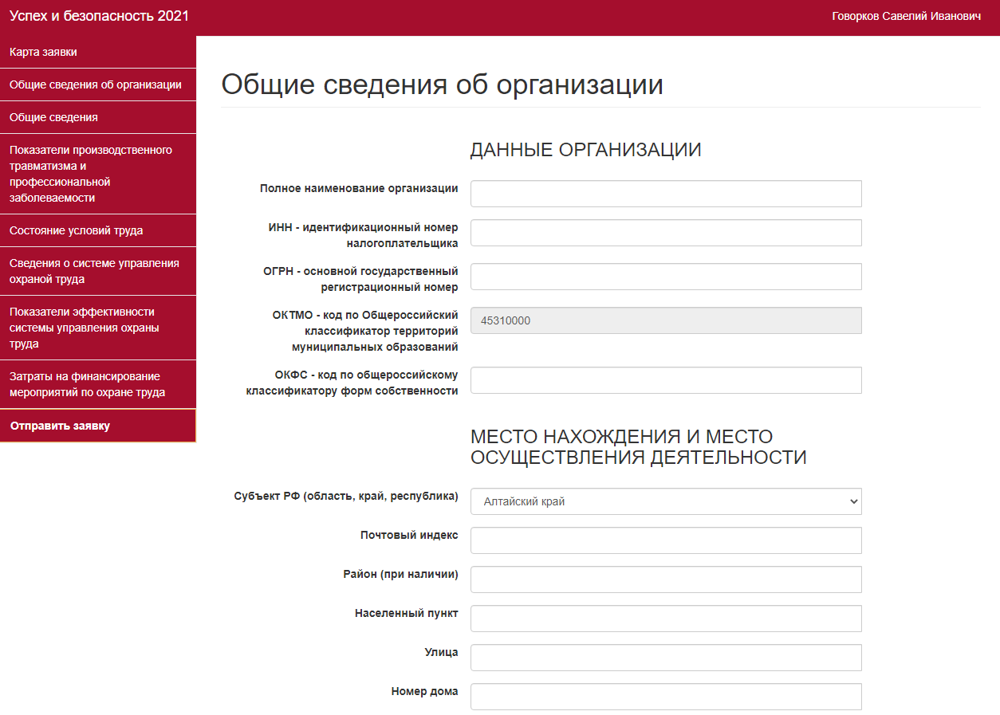 Успех и безопасность 2021
Говорков Савелий Иванович
Карта заявки
Общие сведения об организации
Общие сведения
Показатели производственного
травматизма и
профессиональной
заболеваемости
Состояние условий труда
Сведения о системе управления
охраной труда
Показатели эффективности
системы управления охраны
труда
Затраты на финансирование
мероприятий по охране труда
Отправить заявку
Общие сведения об организации
ДАННЫЕ ОРГАНИЗАЦИИ
Полное наименование организации
ИНН - идентификационный номер
налогоплательщика
ОГРН - основной государственный
регистрационный номер
ОКТМО - код по Общероссийский
классификатор территорий
муниципальных образований
45310000
ОКФС - код по общероссийскому
классификатору форм собственности
МЕСТО НАХОЖДЕНИЯ И МЕСТО
ОСУЩЕСТВЛЕНИЯ ДЕЯТЕЛЬНОСТИ
Субъект РФ (область, край, республика)
Алтайский край
Почтовый индекс
Район (при наличии)
Населенный пункт
Улица
Номер дома